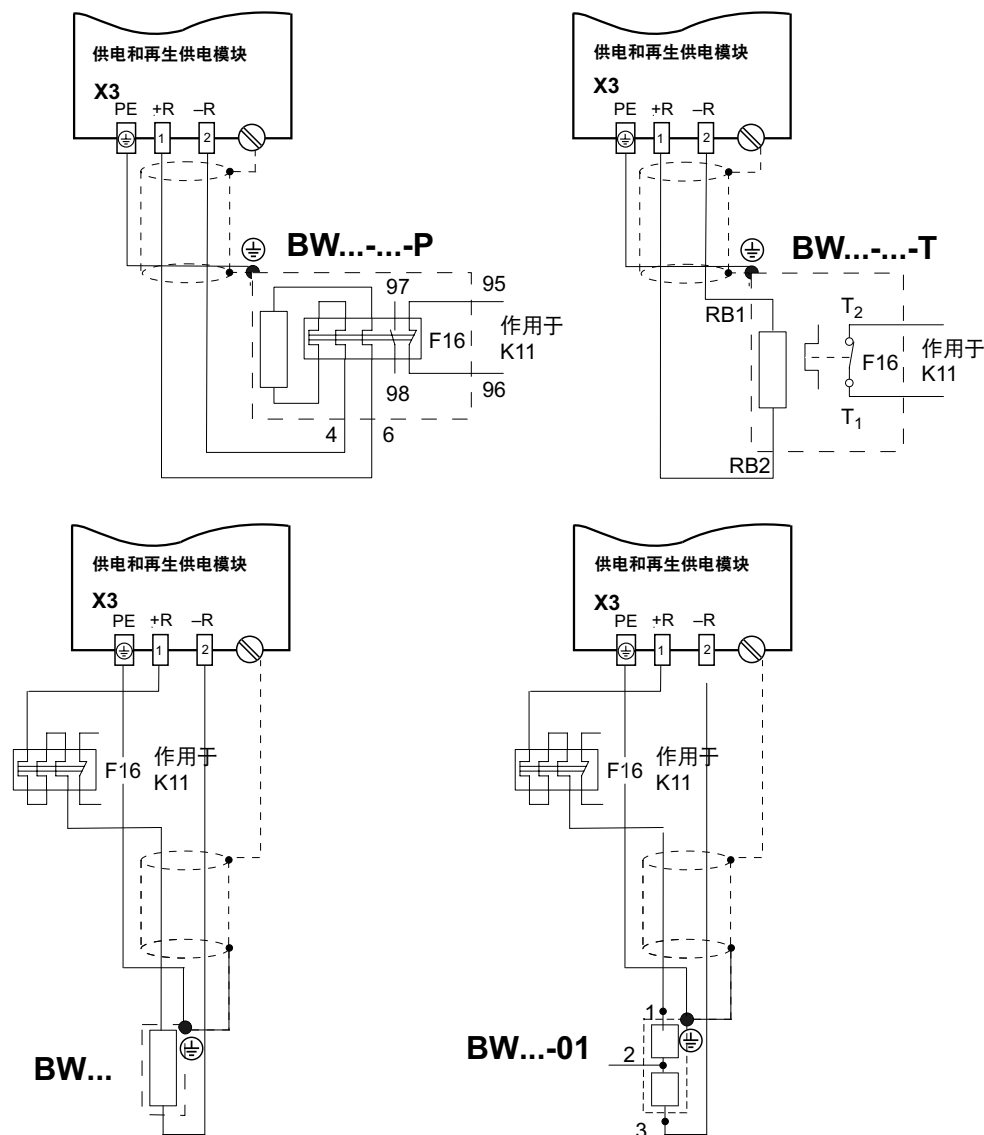 供电和再生供电模块
X3
PE +R –R
1 2
BW...-...-P
97 95
F16
作用于
K11
98 96
4 6
供电和再生供电模块
X3
PE +R –R
1 2
BW...-...-T
RB1 T2
F16
作用于
K11
T1
RB2
供电和再生供电模块
X3
PE +R –R
1 2
F16
作用于
K11
BW...
供电和再生供电模块
X3
PE +R –R
1 2
F16
作用于
K11
1
BW...-01
2
3